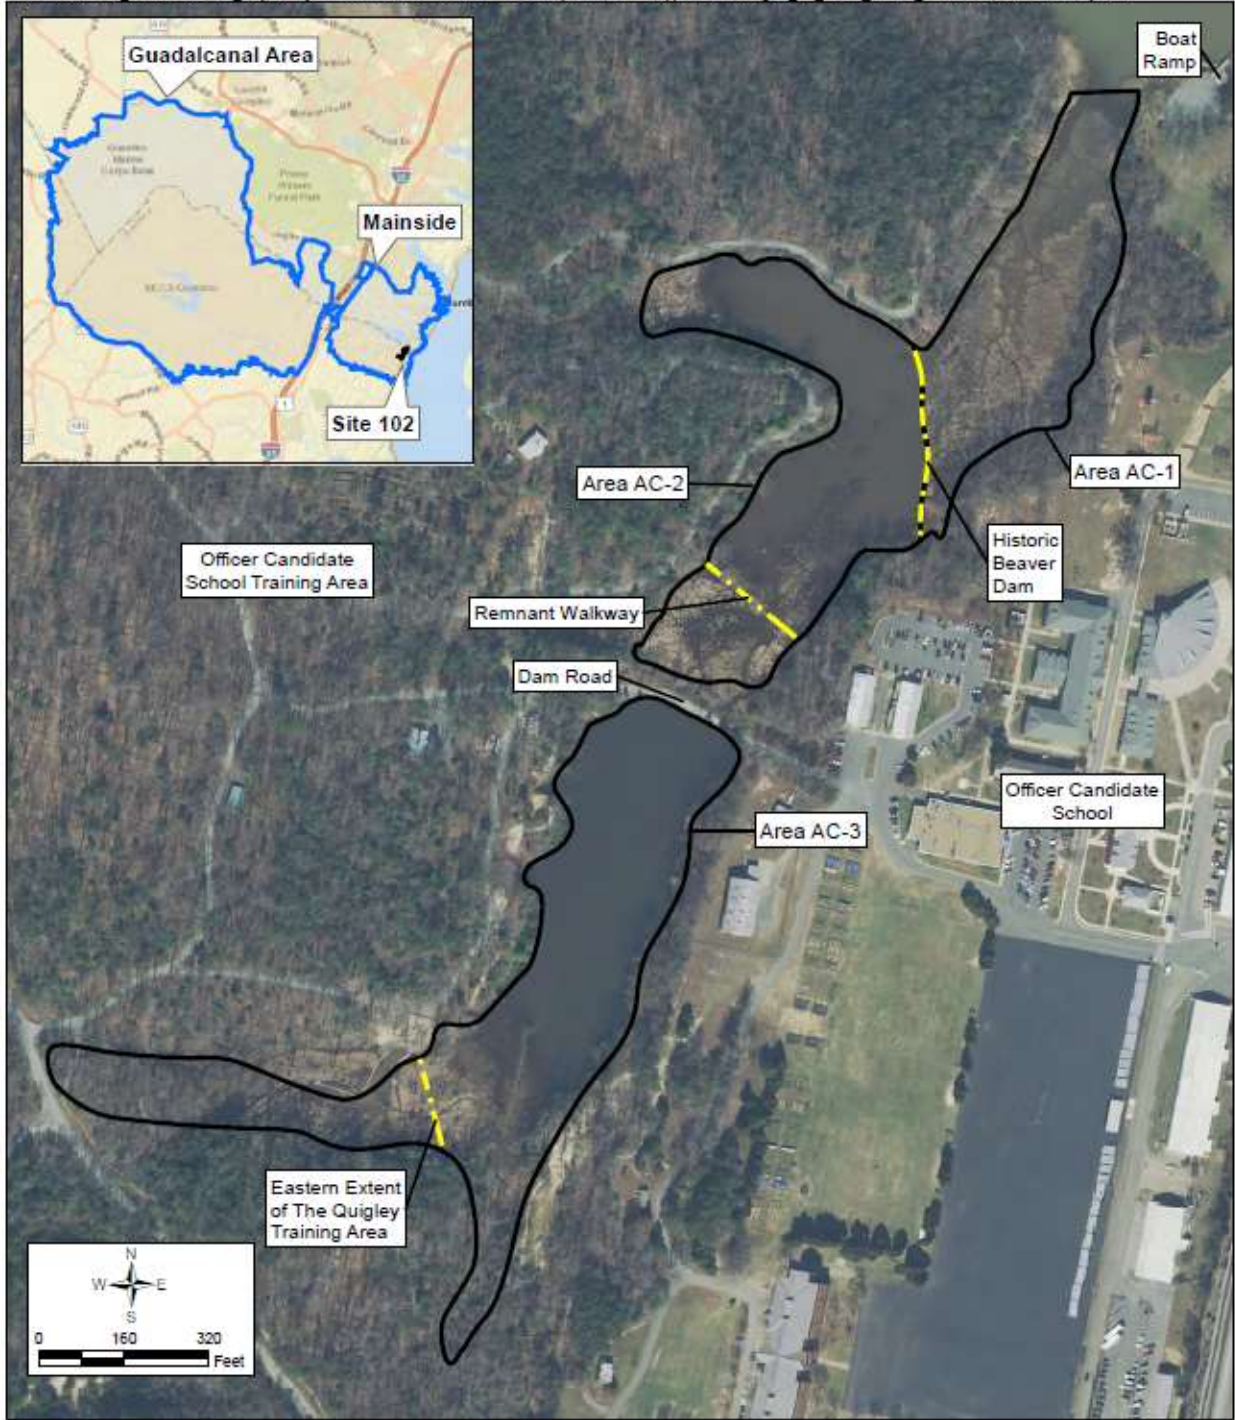 Guadalcanal Area
Mainside
Site 102
1
Boat
Ramp
Area AC-1
Area AC-2
Historic
Beaver
Dam
Officer Candidate
School Training Area
Remnant Walkway
Dam Road
Officer Candidate
School
Area AC-3
Eastern Extent
of The Quigley
Training Area
N
W E
S
0 160 320
Feet